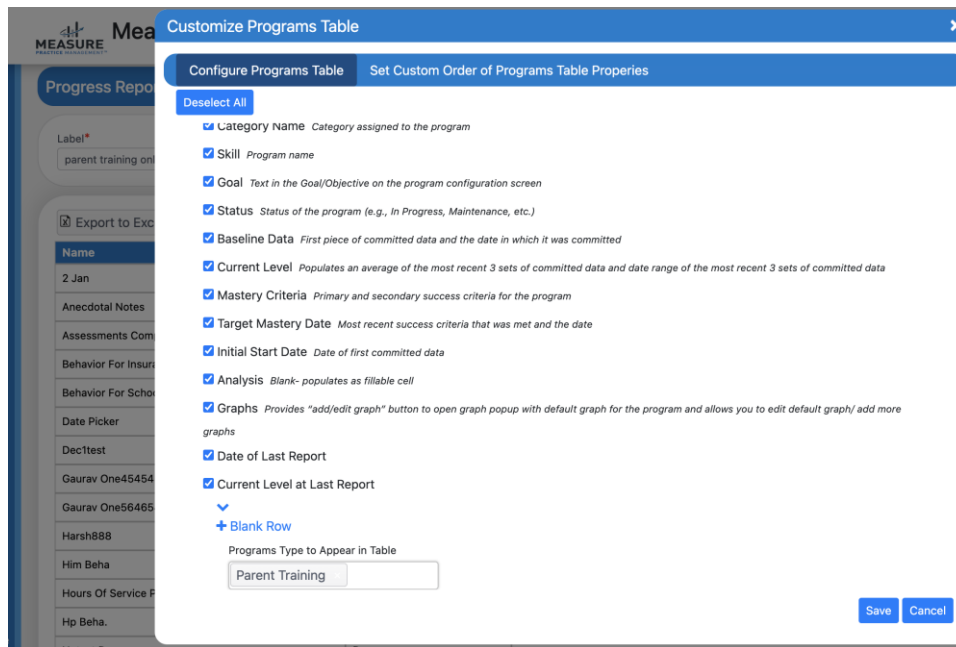 MEASURE
PRACTICE MANAGEMENT
Mea
Customize Programs Table
Progress Repo
Configure Programs Table
Set Custom Order of Programs Table Properies
Deselect All
Label*
parent training onl
Category Name Category assigned to the program
Skill Program name
Goal Text in the Goal/Objective on the program configuration screen
Status Status of the program (e.g., In Progress, Maintenance, etc.)
Baseline Data First piece of committed data and the date in which it was committed
Current Level Populates an average of the most recent 3 sets of committed data and date range of the most recent 3 sets of committed data
Mastery Criteria Primary and secondary success criteria for the program
Target Mastery Date Most recent success criteria that was met and the date
Initial Start Date Date of first committed data
Analysis Blank- populates as fillable cell
Graphs Provides “add/edit graph” button to open graph popup with default graph for the program and allows you to edit default graph/ add more
graphs
Date of Last Report
Current Level at Last Report
+ Blank Row
Programs Type to Appear in Table
Parent Training
Save
Cancel
Export to Exc
Name
2 Jan
Anecdotal Notes
Assessments Com
Behavior For Insura
Behavior For Schoo
Date Picker
Dec1test
Gaurav One45454
Gaurav One56465
Harsh888
Him Beha
Hours Of Service P
Hp Beha.